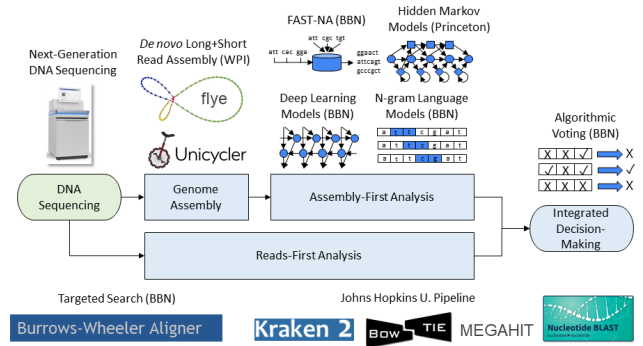 Next-Generation
DNA Sequencing
De novo Long+Short
Read Assembly (WPI)
flye
Unicycler
FAST-NA (BBN)
att cgc tgt
att cac gga
ggaact
attcagt
gcccgct
Hidden Markov
Models (Princeton)
Deep Learning
Models (BBN)
N-gram Language
Models (BBN)
a t t c g a t
a t t c g a t
a t t c g a t
Algorithmic
Voting (BBN)
X X ✓ X
✓ X ✓ ✓
X X X X
DNA
Sequencing
Genome
Assembly
Assembly-First Analysis
Reads-First Analysis
Integrated
Decision-
Making
Targeted Search (BBN)
Burrows-Wheeler Aligner
Johns Hopkins U. Pipeline
Kraken 2
BOW TIE
MEGAHIT
Nucleotide BLAST